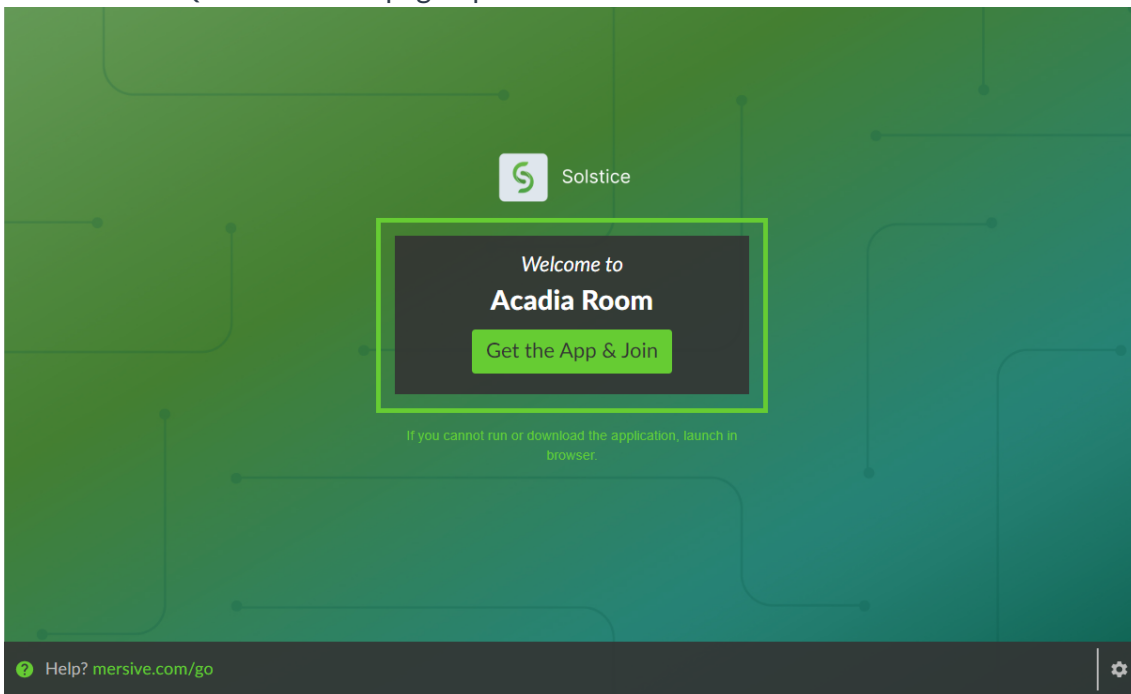 Solstice
Welcome to
Acadia Room
Get the App & Join
If you cannot run or download the application, launch in
browser.
Help? mersive.com/go